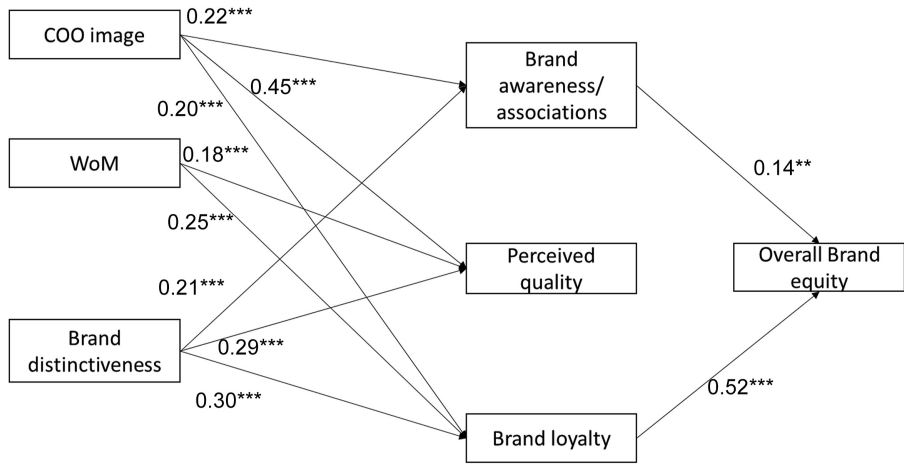 0.22***
COO image
Brand
awareness/
associations
0.45***
0.20***
WoM
0.18***
0.14**
0.25***
Perceived
quality
Overall Brand
equity
0.21***
Brand
distinctiveness
0.29***
0.30***
0.52***
Brand loyalty